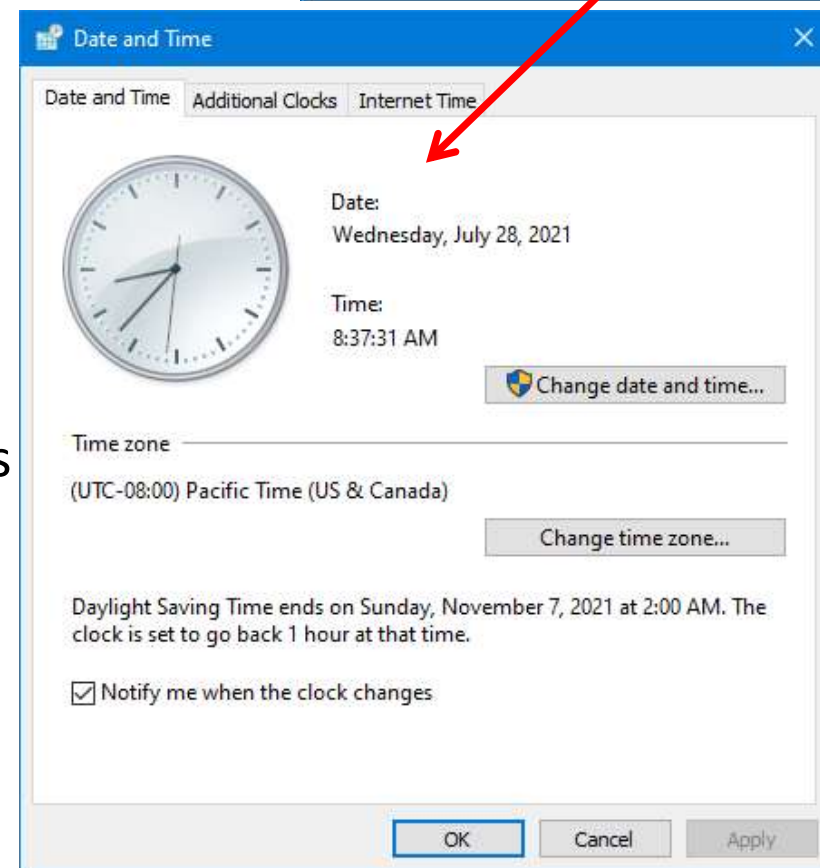 Date and Time
Date and Time Additional Clocks Internet Time
Date:
Wednesday, July 28, 2021
Time:
8:37:31 AM
Change date and time...
s
Time zone
(UTC-08:00) Pacific Time (US & Canada)
Change time zone...
Daylight Saving Time ends on Sunday, November 7, 2021 at 2:00 AM. The
clock is set to go back 1 hour at that time.
Notify me when the clock changes
OK Cancel Apply